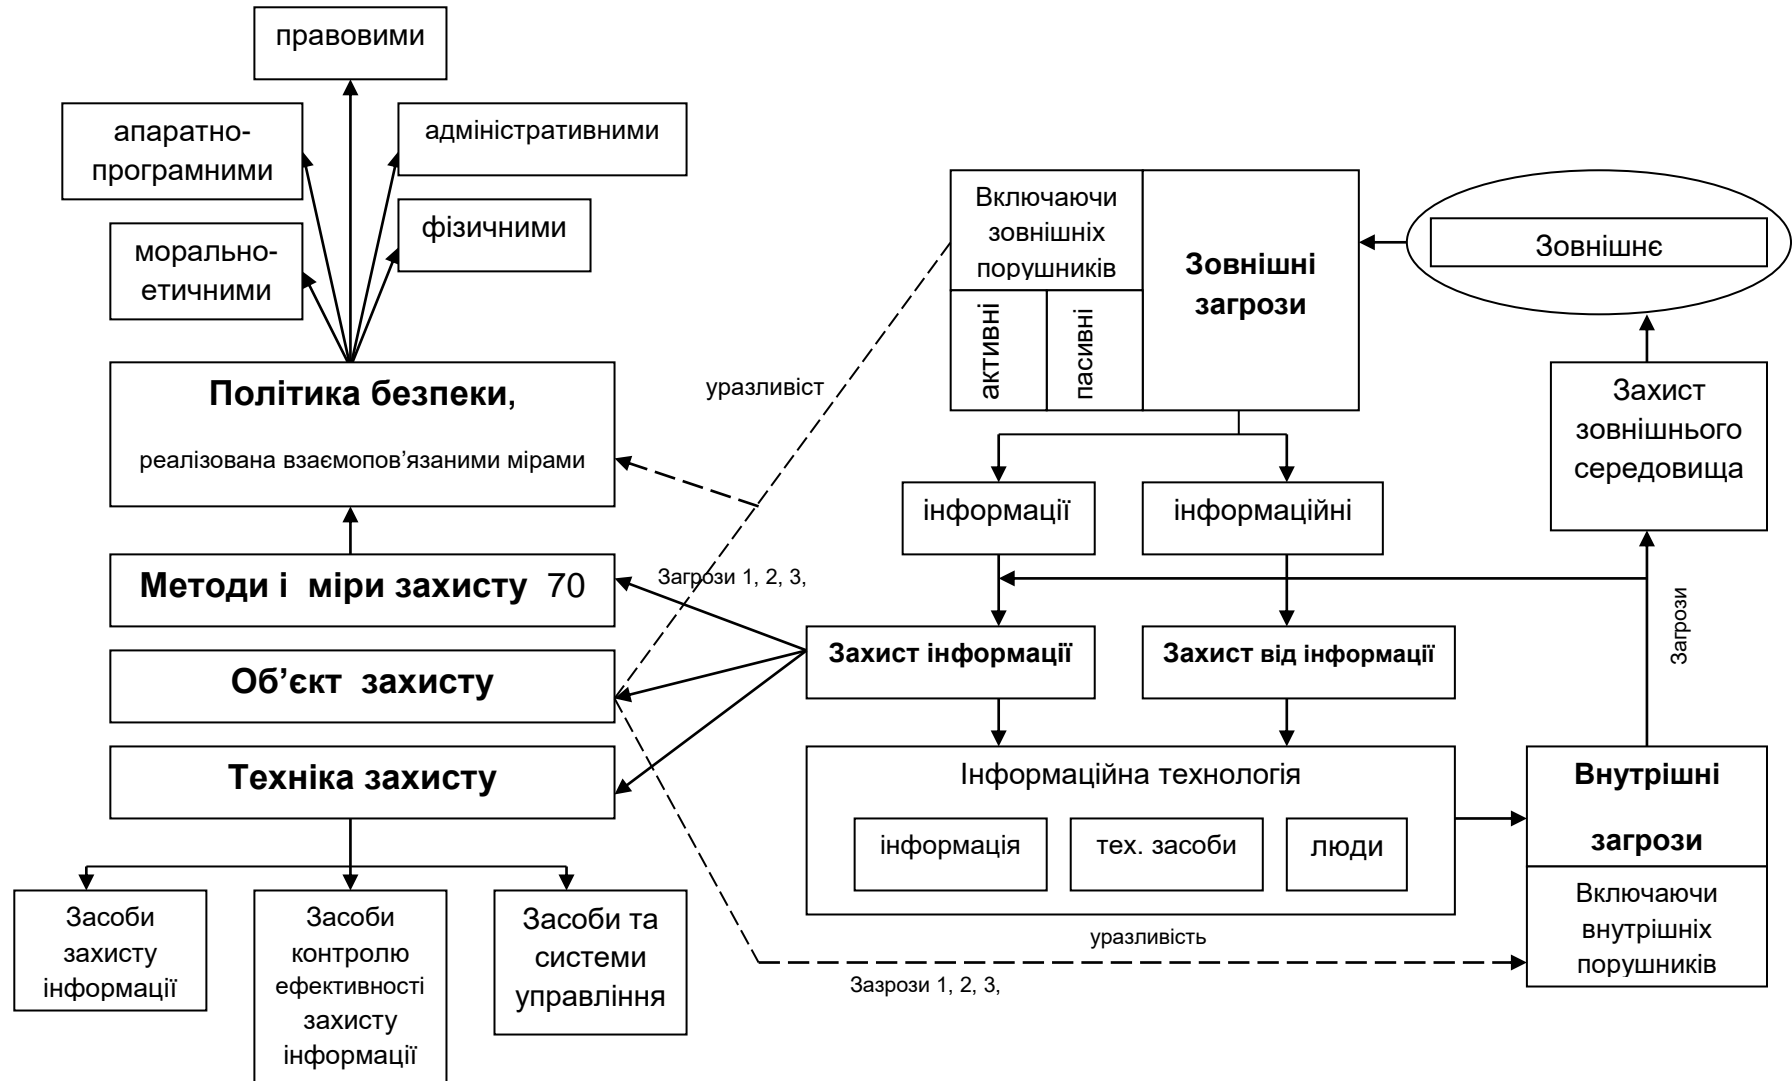 правовими
апаратно-
програмними
адміністративними
морально-
етичними
фізичними
Політика безпеки,
реалізована взаємопов’язаними мірами
Методи і міри захисту 70
Об’єкт захисту
Техніка захисту
Засоби
захисту
інформації
Засоби
контролю
ефективності
захисту
інформації
Засоби та
системи
управління
уразливіст
Загрози 1, 2, 3,
Включаючи
зовнішніх
порушників
активні
пасивні
Зовнішні
загрози
Зовнішнє
Захист
зовнішнього
середовища
інформації
інформаційні
Захист інформації
Захист від інформації
Загрози
Інформаційна технологія
інформація
тех. засоби
люди
Внутрішні
загрози
Включаючи
внутрішніх
порушників
уразливість
Зазрози 1, 2, 3,